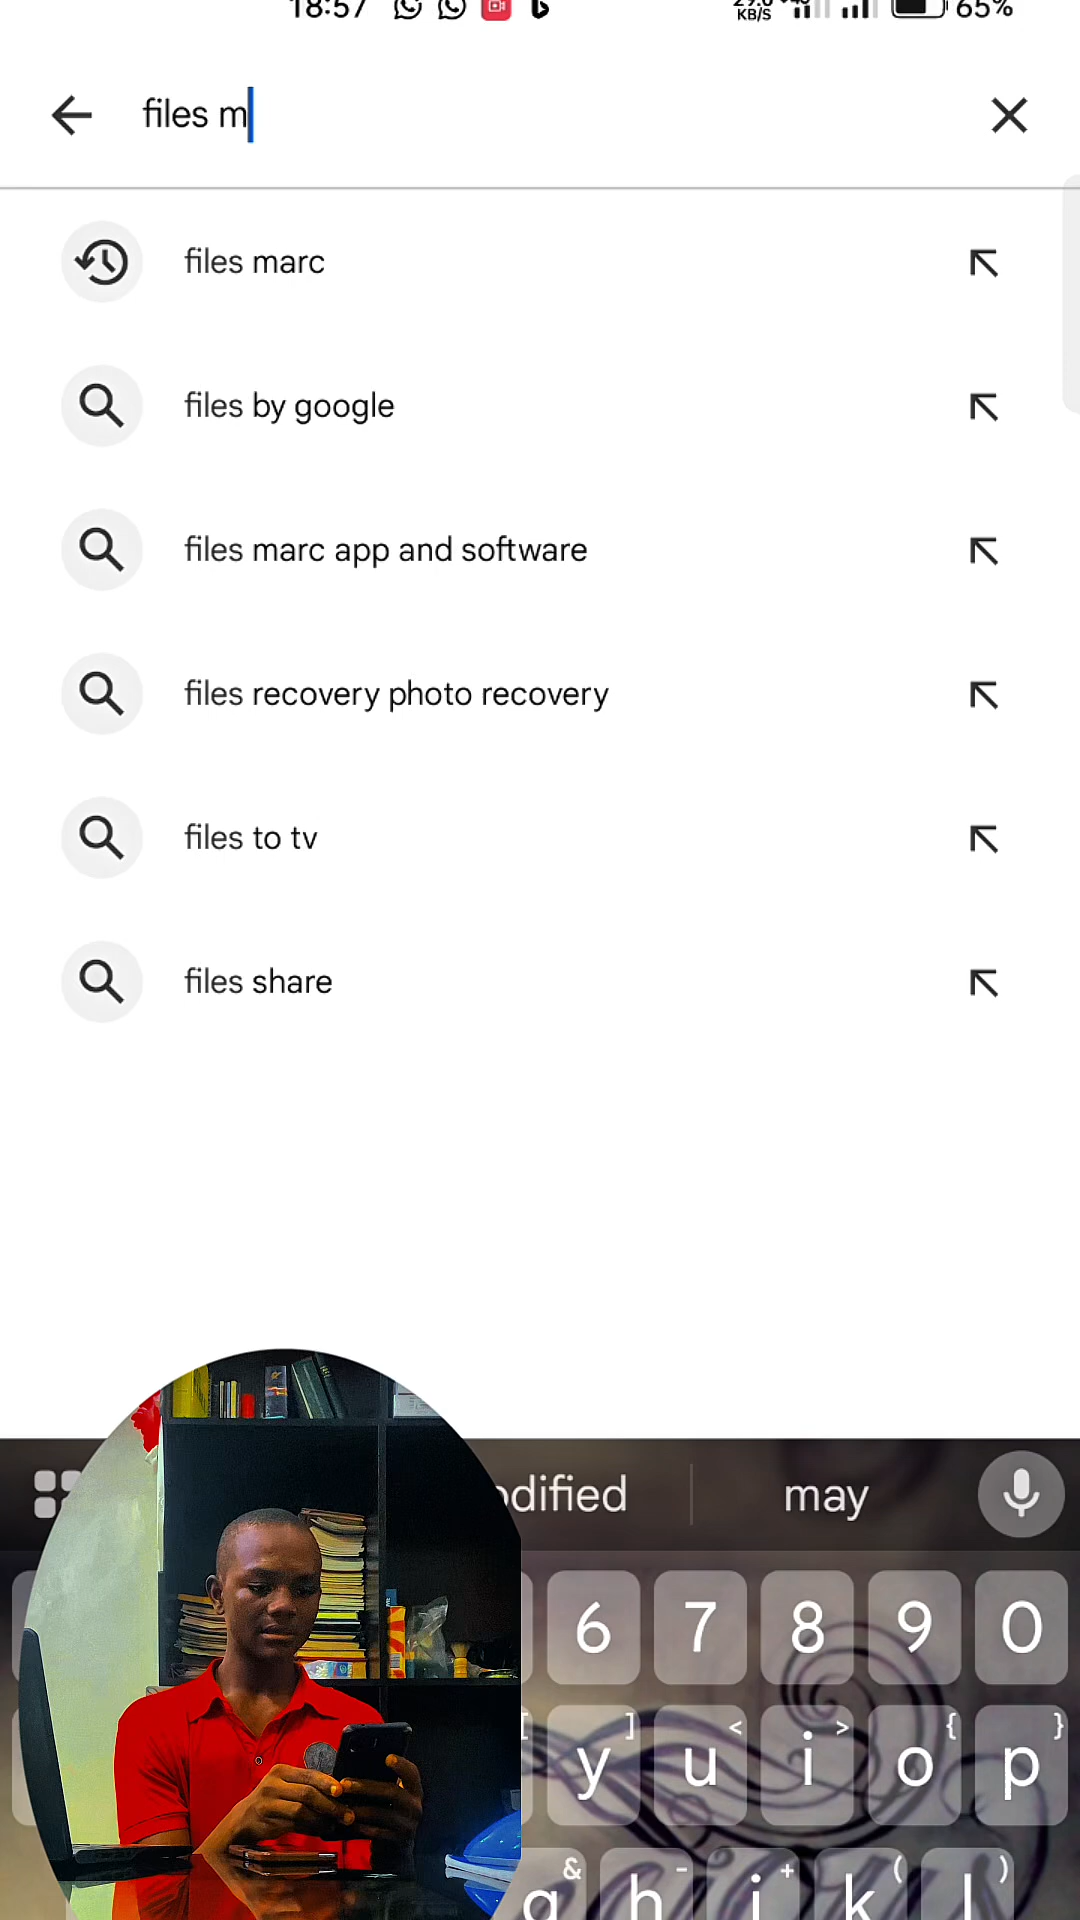 18:57 KB/S 65%
files m
files marc
files by google
files marc app and software
files recovery photo recovery
files to tv
files share
may
6 7 8 9 0
[ ] < > { }
y u i o p
& - + ( )
h j k l